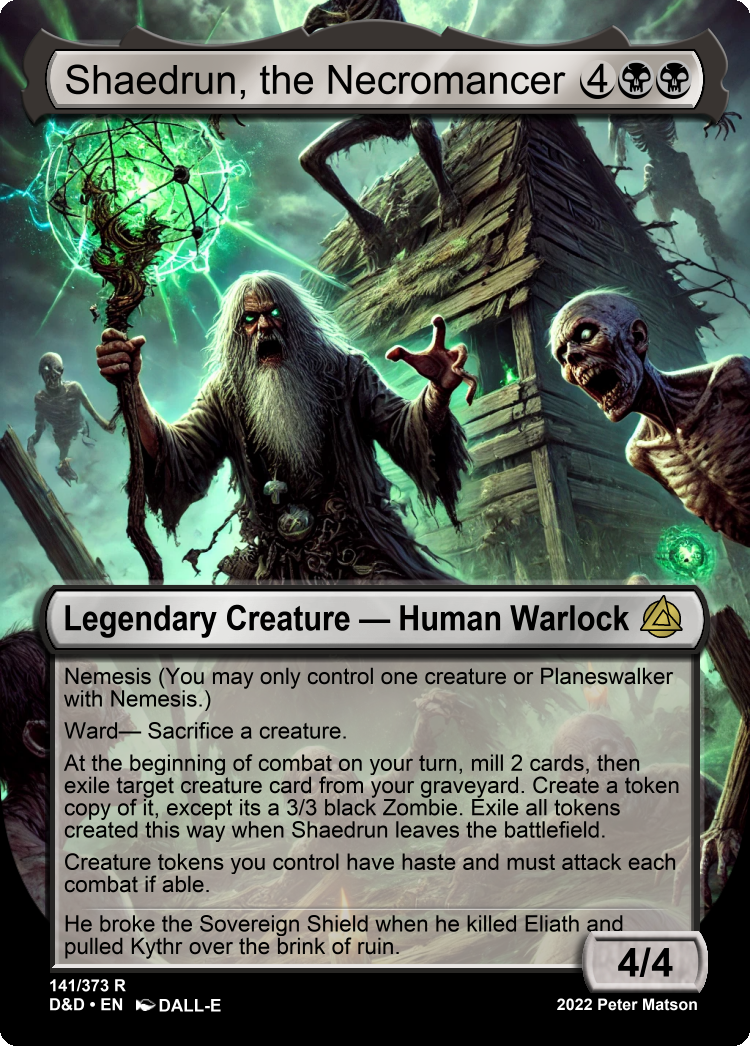 Shaedrun, the Necromancer 4
Legendary Creature — Human Warlock
Nemesis (You may only control one creature or Planeswalker
with Nemesis.)
Ward— Sacrifice a creature.
At the beginning of combat on your turn, mill 2 cards, then
exile target creature card from your graveyard. Create a token
copy of it, except its a 3/3 black Zombie. Exile all tokens
created this way when Shaedrun leaves the battlefield.
Creature tokens you control have haste and must attack each
combat if able.
He broke the Sovereign Shield when he killed Eliath and
pulled Kythr over the brink of ruin.
4/4
141/373 R
D&D • EN DALL-E
2022 Peter Matson